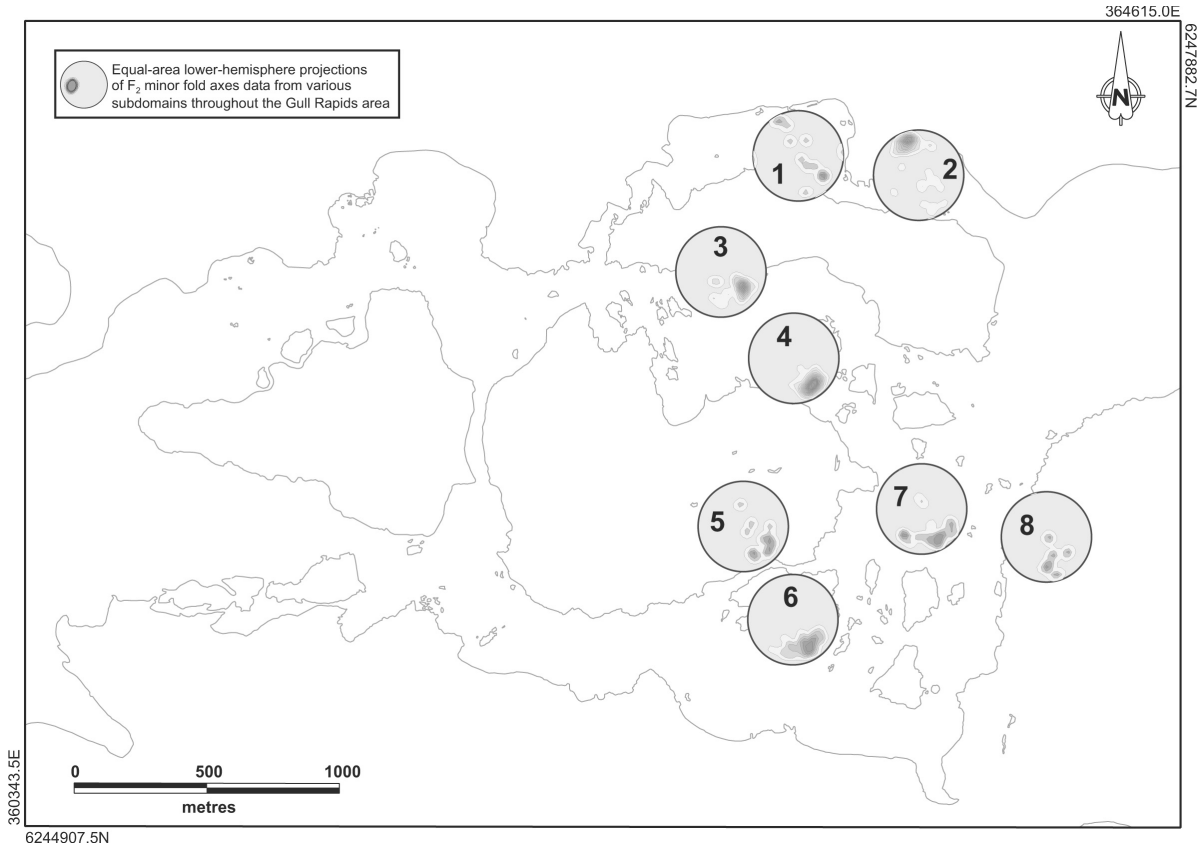 364615.0E
6247882.7N
Equal-area lower-hemisphere projections
of F₂ minor fold axes data from various
subdomains throughout the Gull Rapids area
N
1
2
3
4
5
7
8
6
0 500 1000
metres
360343.5E
6244907.5N